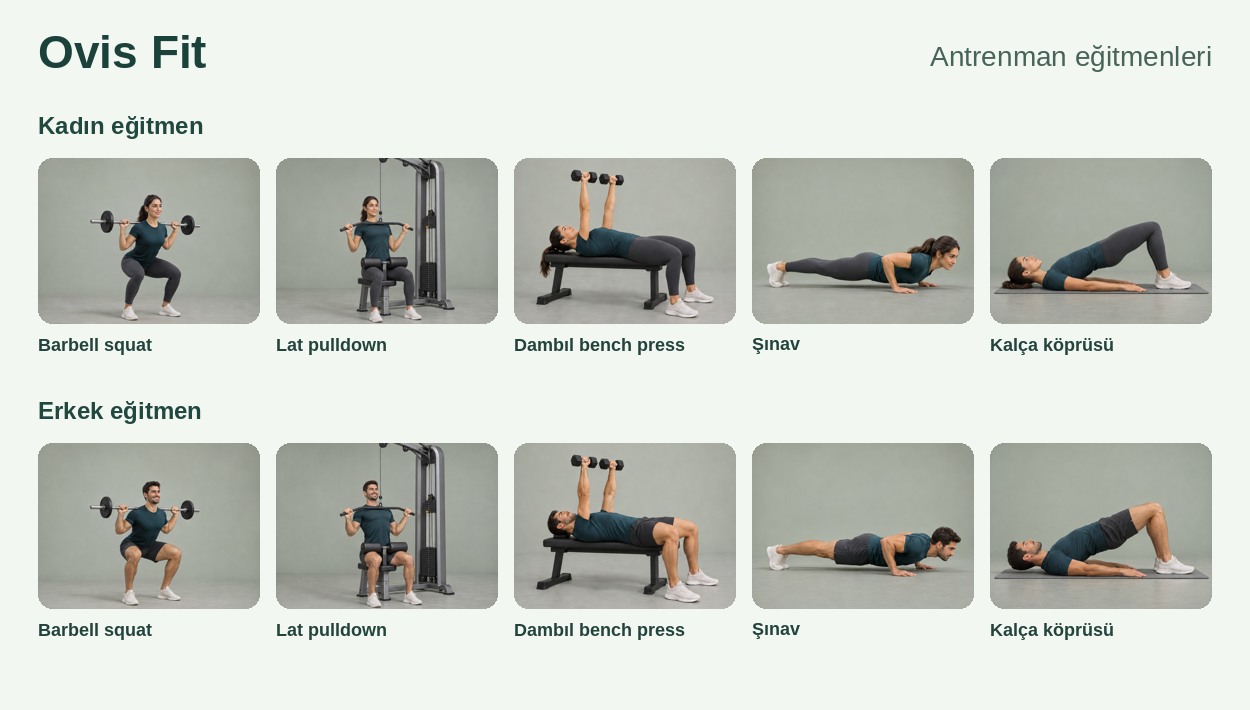 Ovis Fit
Antrenman eğitmenleri
Kadın eğitmen
Barbell squat
Lat pulldown
Dambıl bench press
Şınav
Kalça köprüsü
Erkek eğitmen
Barbell squat
Lat pulldown
Dambıl bench press
Şınav
Kalça köprüsü